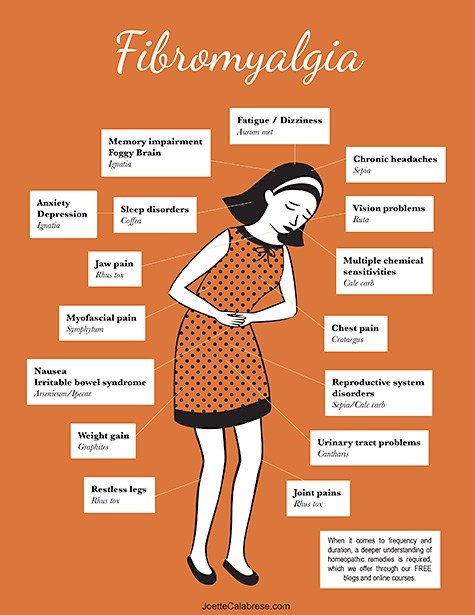 Fibromyalgia
Fatigue / Dizziness
Aurum met
Memory impairment
Foggy Brain
Ignatia
Chronic headaches
Sepia
Anxiety
Depression
Ignatia
Sleep disorders
Coffea
Vision problems
Ruta
Jaw pain
Rhus tox
Multiple chemical
sensitivities
Calc carb
Myofascial pain
Symphytum
Chest pain
Crataegus
Nausea
Irritable bowel syndrome
Arsenicum/Ipecac
Reproductive system
disorders
Sepia/Calc carb
Weight gain
Graphites
Urinary tract problems
Cantharis
Restless legs
Rhus tox
Joint pains
Rhus tox
When it comes to frequency and
duration, a deeper understanding of
homeopathic remedies is required,
which we offer through our FREE
blogs and online courses.
JoetteCalabrese.com